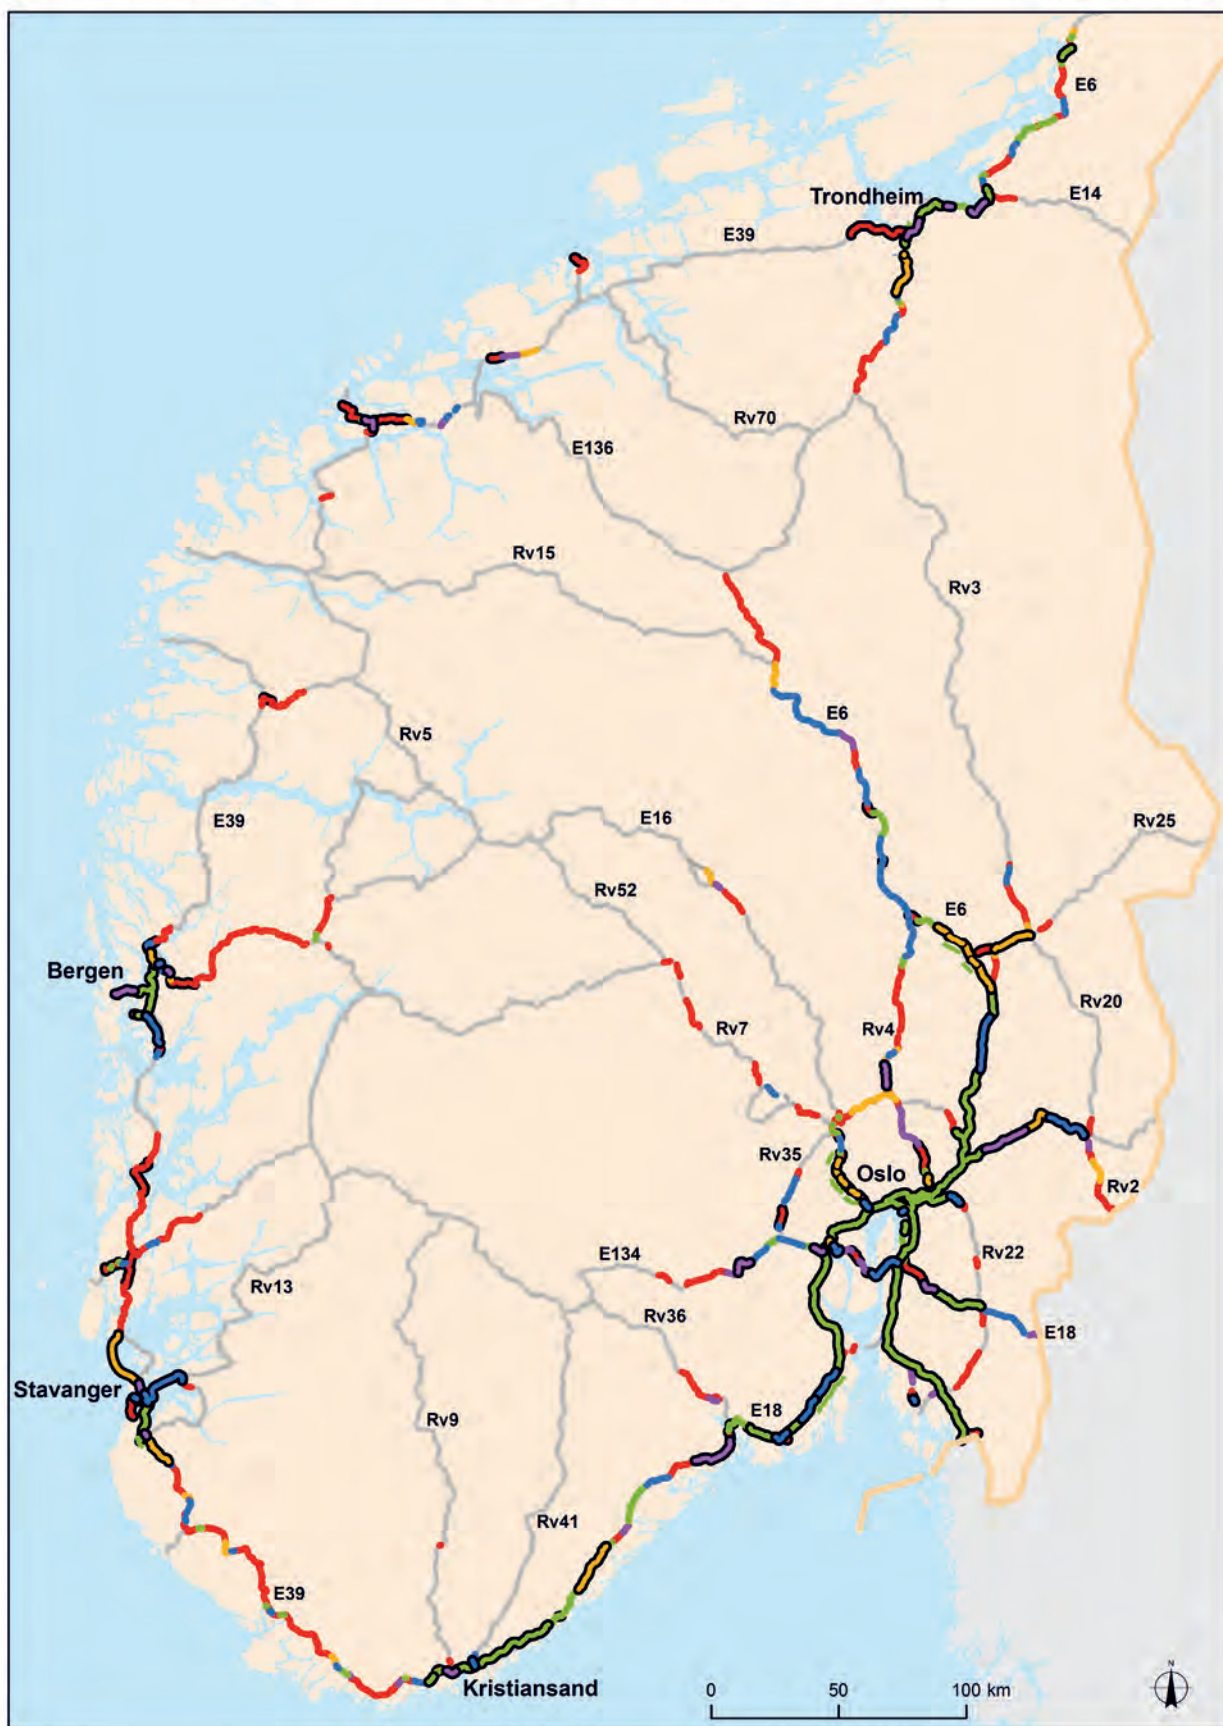 E6
Trondheim
E14
E39
Rv70
E136
Rv15
Rv3
E6
Rv5
E39
E16
Rv25
Rv52
E6
Bergen
Rv20
Rv7
Rv4
Rv35
Oslo
Rv2
E134
Rv22
Rv13
Rv36
E18
Stavanger
E18
Rv9
Rv41
E39
Kristiansand
N
0 50 100 km